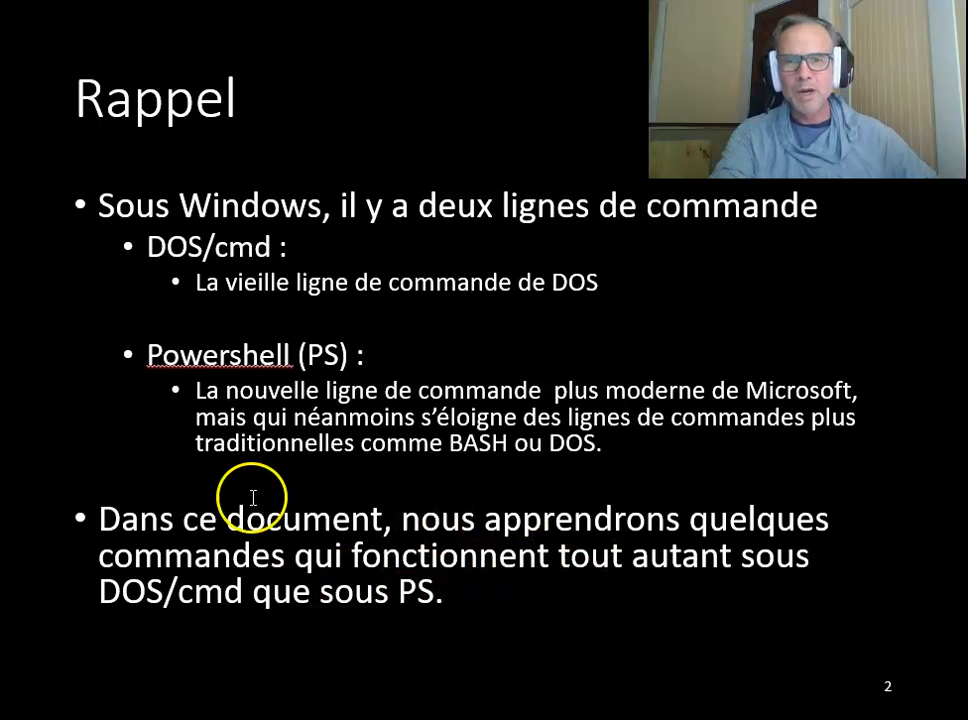 Rappel
• Sous Windows, il y a deux lignes de commande
• DOS/cmd :
• La vieille ligne de commande de DOS
• Powershell (PS) :
• La nouvelle ligne de commande  plus moderne de Microsoft,
mais qui néanmoins s’éloigne des lignes de commandes plus
traditionnelles comme BASH ou DOS.
• Dans ce document, nous apprendrons quelques
commandes qui fonctionnent tout autant sous
DOS/cmd que sous PS.
2